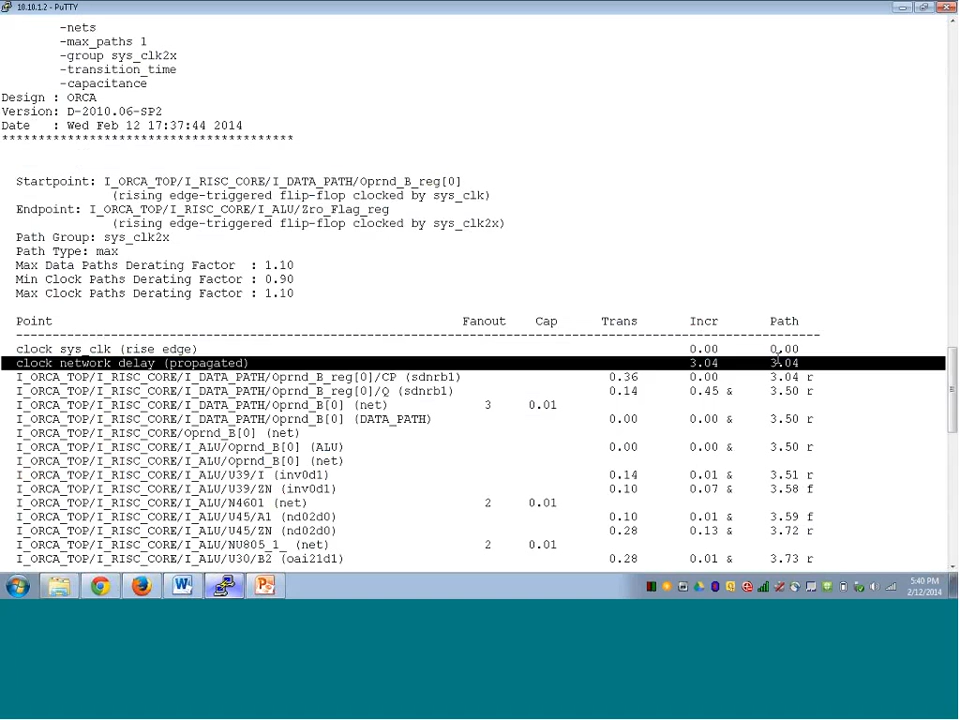 10.10.1.2 - PuTTY
-nets
-max_paths 1
-group sys_clk2x
-transition_time
-capacitance
Design : ORCA
Version: D-2010.06-SP2
Date : Wed Feb 12 17:37:44 2014
****************************************
Startpoint: I_ORCA_TOP/I_RISC_CORE/I_DATA_PATH/Oprnd_B_reg[0]
(rising edge-triggered flip-flop clocked by sys_clk)
Endpoint: I_ORCA_TOP/I_RISC_CORE/I_ALU/Zro_Flag_reg
(rising edge-triggered flip-flop clocked by sys_clk2x)
Path Group: sys_clk2x
Path Type: max
Max Data Paths Derating Factor : 1.10
Min Clock Paths Derating Factor : 0.90
Max Clock Paths Derating Factor : 1.10
Point Fanout Cap Trans Incr Path
clock sys_clk (rise edge) 0.00 0.00
clock network delay (propagated) 3.04 3.04
I_ORCA_TOP/I_RISC_CORE/I_DATA_PATH/Oprnd_B_reg[0]/CP (sdnrb1) 0.36 0.00 3.04 r
I_ORCA_TOP/I_RISC_CORE/I_DATA_PATH/Oprnd_B_reg[0]/Q (sdnrb1) 0.14 0.45 & 3.50 r
I_ORCA_TOP/I_RISC_CORE/I_DATA_PATH/Oprnd_B[0] (net) 3 0.01
I_ORCA_TOP/I_RISC_CORE/I_DATA_PATH/Oprnd_B[0] (DATA_PATH) 0.00 0.00 & 3.50 r
I_ORCA_TOP/I_RISC_CORE/Oprnd_B[0] (net)
I_ORCA_TOP/I_RISC_CORE/I_ALU/Oprnd_B[0] (ALU) 0.00 0.00 & 3.50 r
I_ORCA_TOP/I_RISC_CORE/I_ALU/Oprnd_B[0] (net)
I_ORCA_TOP/I_RISC_CORE/I_ALU/U39/I (inv0d1) 0.14 0.01 & 3.51 r
I_ORCA_TOP/I_RISC_CORE/I_ALU/U39/ZN (inv0d1) 0.10 0.07 & 3.58 f
I_ORCA_TOP/I_RISC_CORE/I_ALU/N4601 (net) 2 0.01
I_ORCA_TOP/I_RISC_CORE/I_ALU/U45/A1 (nd02d0) 0.10 0.01 & 3.59 f
I_ORCA_TOP/I_RISC_CORE/I_ALU/U45/ZN (nd02d0) 0.28 0.13 & 3.72 r
I_ORCA_TOP/I_RISC_CORE/I_ALU/NU805_1_ (net) 2 0.01
I_ORCA_TOP/I_RISC_CORE/I_ALU/U30/B2 (oai21d1) 0.28 0.01 & 3.73 r
5:40 PM
2/12/2014